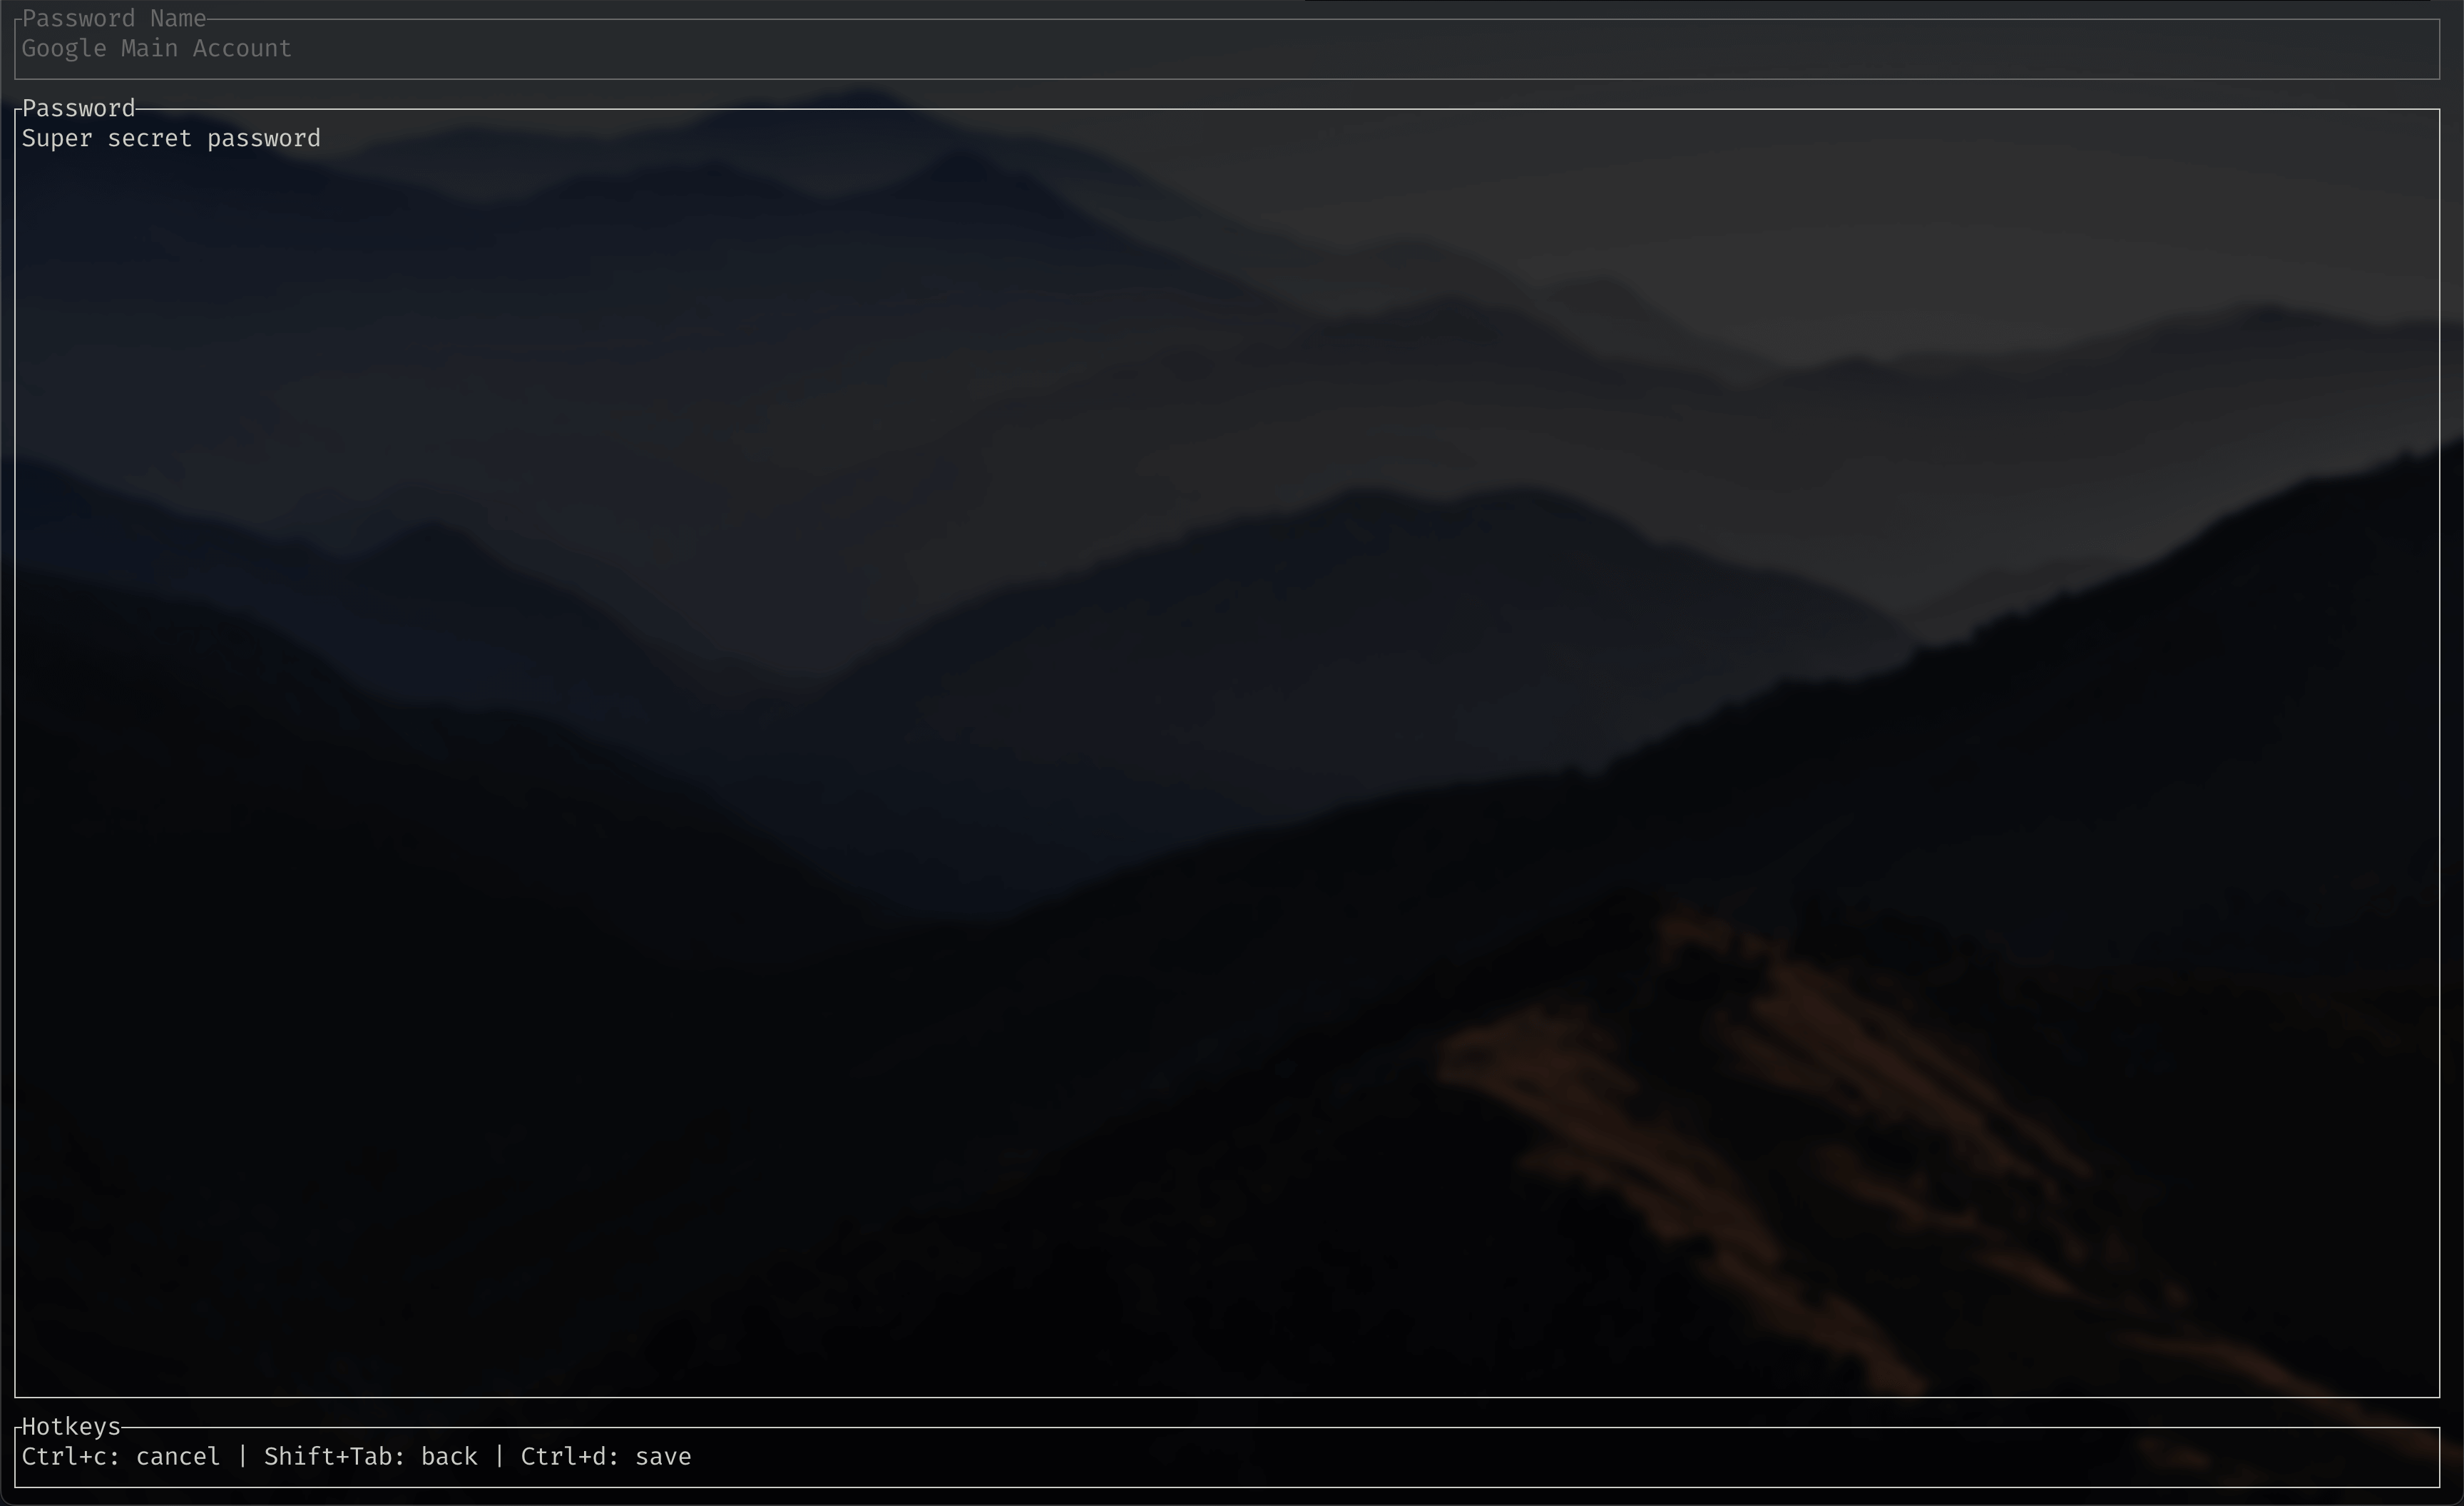 Password Name
Google Main Account
Password
Super secret password
Hotkeys
Ctrl+c: cancel | Shift+Tab: back | Ctrl+d: save